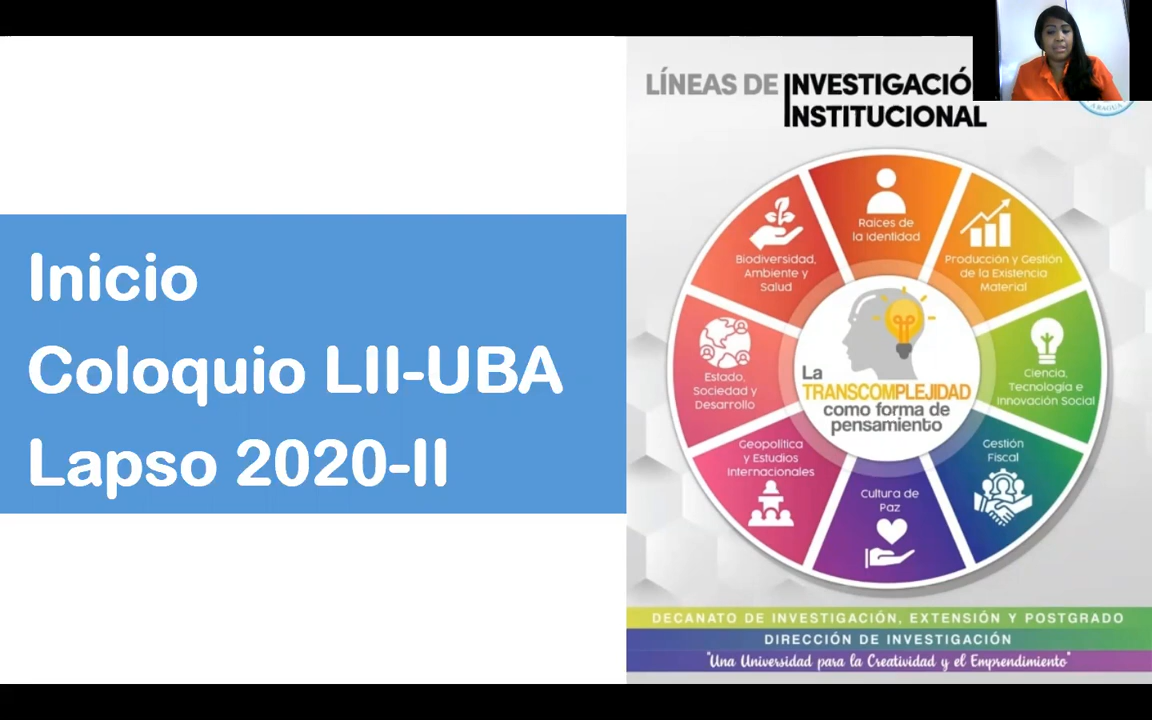 Inicio
Coloquio LII-UBA
Lapso 2020-II
LÍNEAS DE INVESTIGACIÓ
INSTITUCIONAL
ARAGUA
Raíces de
la Identidad
Producción y Gestión
de la Existencia
Material
Ciencia,
Tecnología e
Innovación Social
Gestión
Fiscal
Cultura de
Paz
Geopolítica
y Estudios
Internacionales
Estado,
Sociedad y
Desarrollo
Biodiversidad,
Ambiente y
Salud
La
TRANSCOMPLEJIDAD
como forma de
pensamiento
DECANATO DE INVESTIGACIÓN, EXTENSIÓN Y POSTGRADO
DIRECCIÓN DE INVESTIGACIÓN
"Una Universidad para la Creatividad y el Emprendimiento"